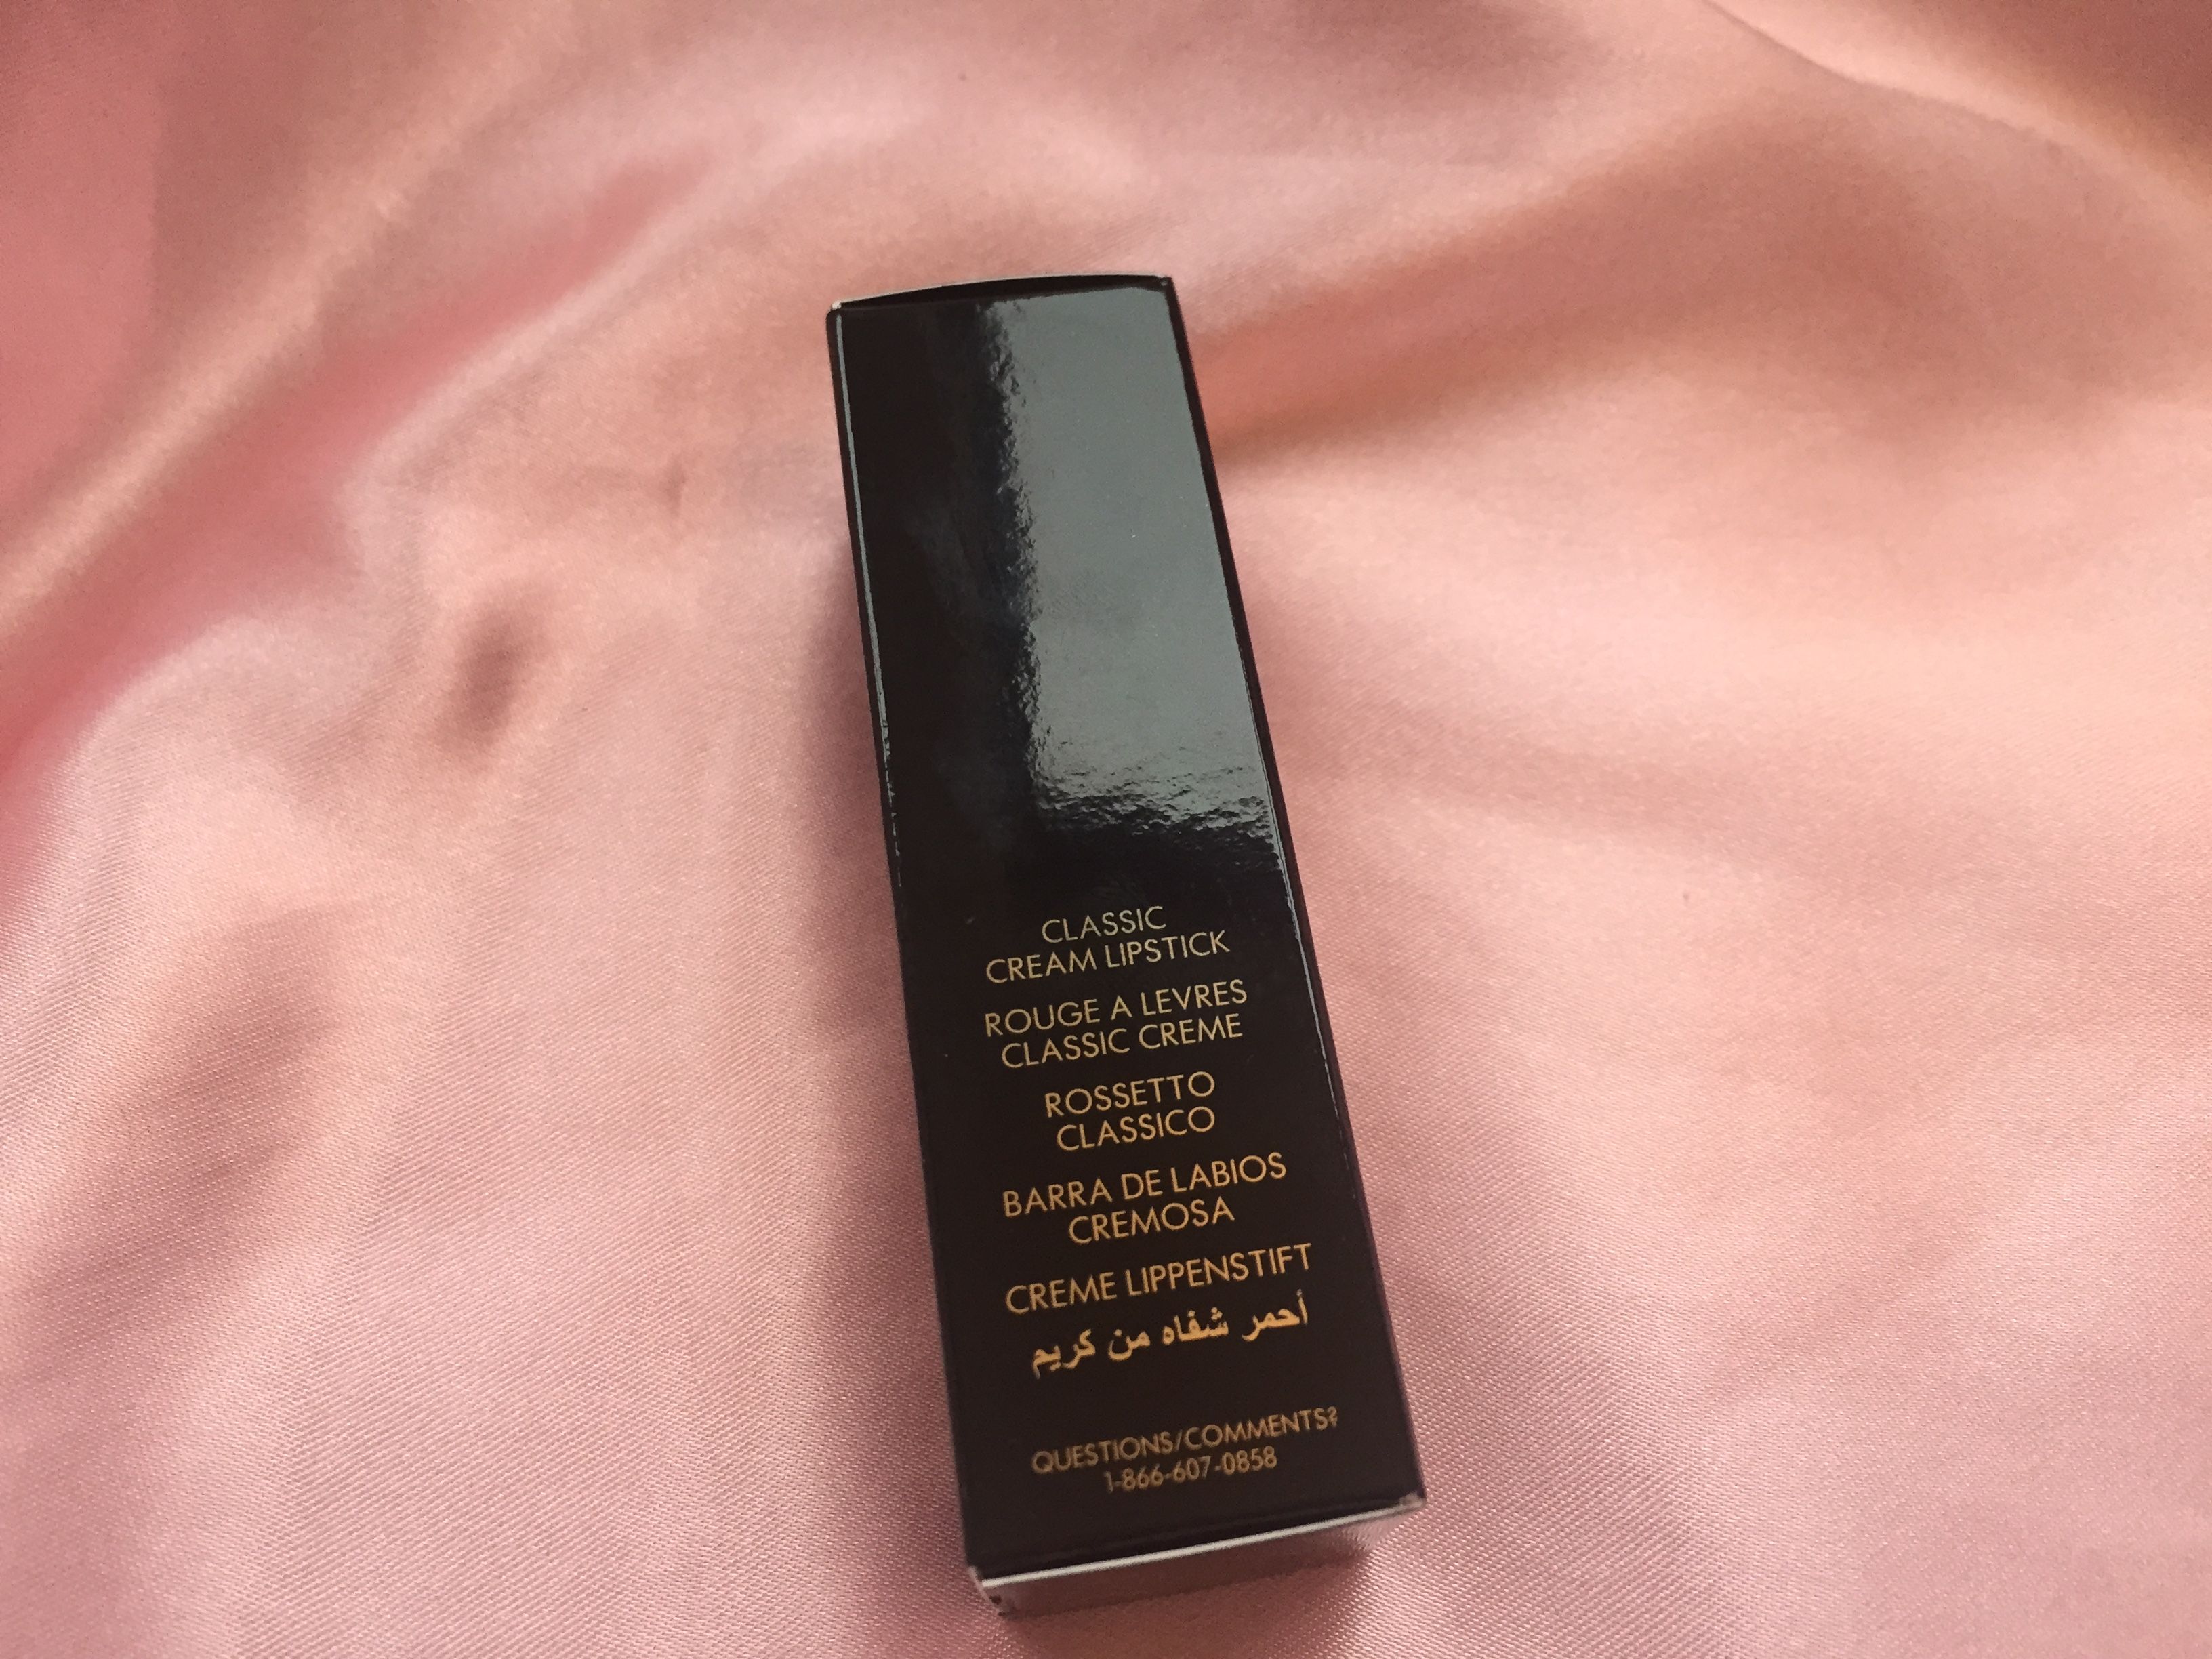 CLASSIC
CREAM LIPSTICK
ROUGE A LEVRES
CLASSIC CREME
ROSSETTO
CLASSICO
BARRA DE LABIOS
CREMOSA
CREME LIPPENSTIFT
أحمر شفاه من كريم
QUESTIONS/COMMENTS?
1-866-607-0858